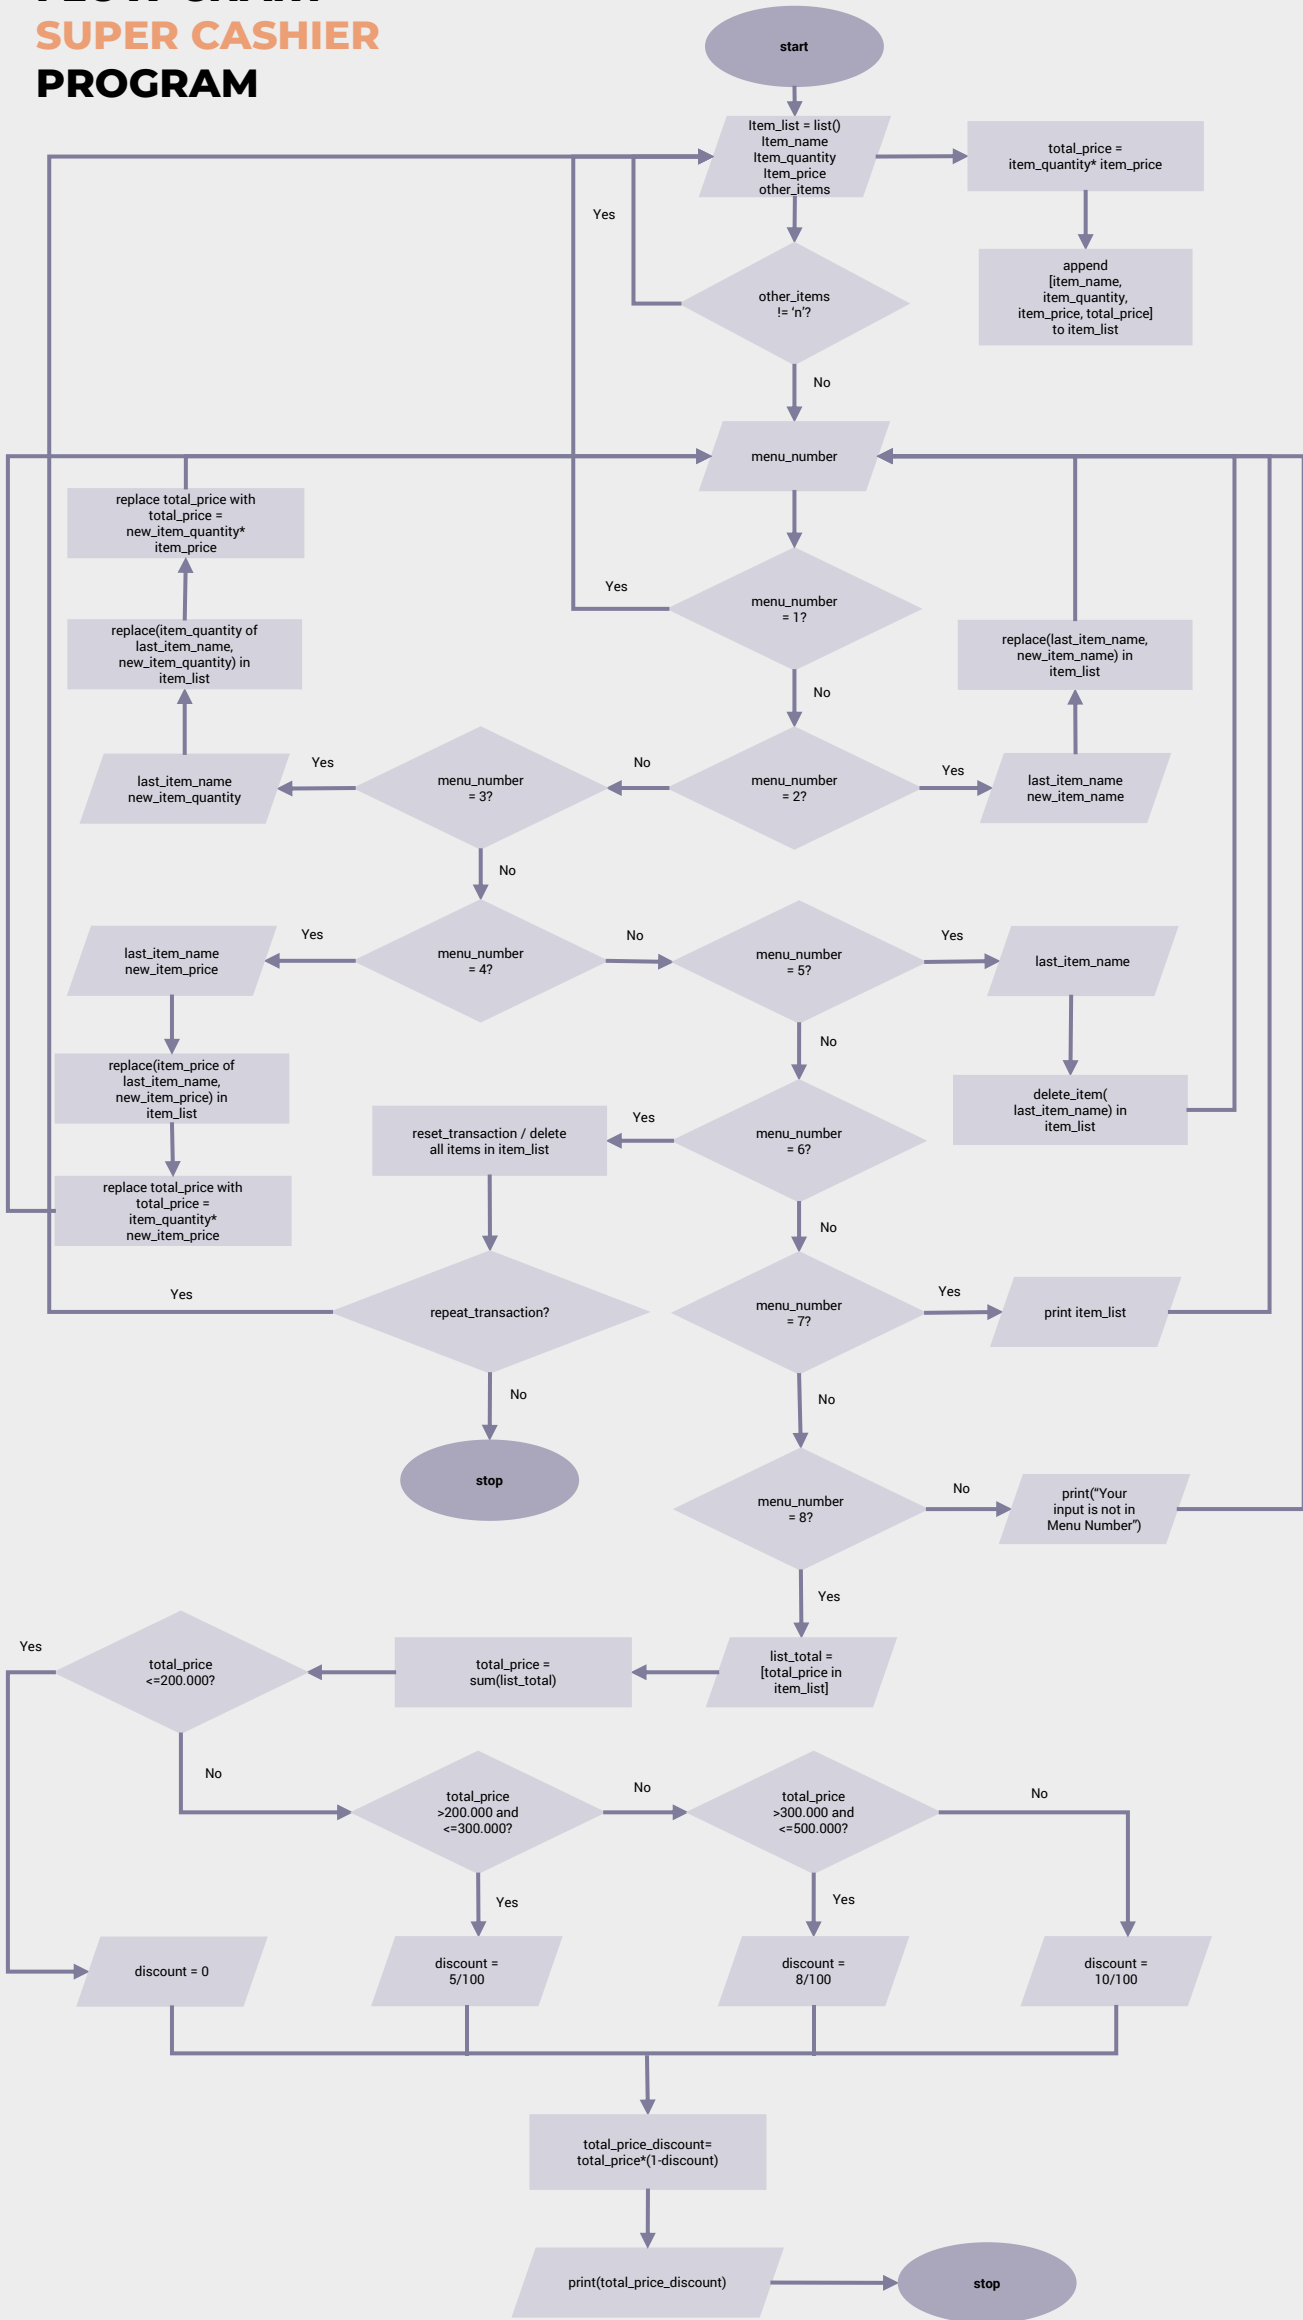 SUPER CASHIER
PROGRAM
start
Item_list = list()
Item_name
Item_quantity
Item_price
other_items
total_price =
item_quantity* item_price
append
[item_name,
item_quantity,
item_price, total_price]
to item_list
Yes
other_items
!= ‘n’?
No
menu_number
replace total_price with
total_price =
new_item_quantity*
item_price
menu_number
= 1?
Yes
No
replace(item_quantity of
last_item_name,
new_item_quantity) in
item_list
replace(last_item_name,
new_item_name) in
item_list
last_item_name
new_item_quantity
Yes
menu_number
= 3?
No
menu_number
= 2?
Yes
last_item_name
new_item_name
No
last_item_name
new_item_price
Yes
menu_number
= 4?
No
menu_number
= 5?
Yes
last_item_name
No
replace(item_price of
last_item_name,
new_item_price) in
item_list
delete_item(
last_item_name) in
item_list
reset_transaction / delete
all items in item_list
Yes
menu_number
= 6?
No
replace total_price with
total_price =
item_quantity*
new_item_price
Yes
repeat_transaction?
menu_number
= 7?
Yes
print item_list
No
No
stop
menu_number
= 8?
No
print(“Your
input is not in
Menu Number”)
Yes
Yes
total_price
<=200.000?
total_price =
sum(list_total)
list_total =
[total_price in
item_list]
No
total_price
>200.000 and
<=300.000?
No
total_price
>300.000 and
<=500.000?
No
Yes
Yes
discount = 0
discount =
5/100
discount =
8/100
discount =
10/100
total_price_discount=
total_price*(1-discount)
print(total_price_discount)
stop